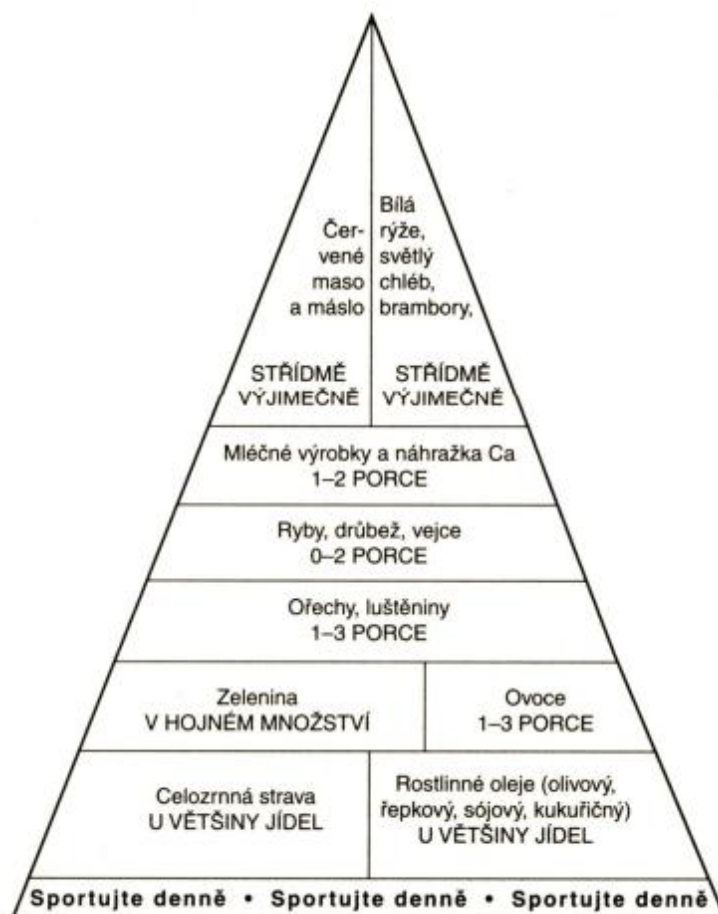 Čer-
vené
maso
a máslo
Bílá
rýže,
světlý
chléb,
brambory,
STŘÍDMĚ
VÝJIMEČNĚ
STŘÍDMĚ
VÝJIMEČNĚ
Mléčné výrobky a náhražka Ca
1–2 PORCE
Ryby, drůbež, vejce
0–2 PORCE
Ořechy, luštěniny
1–3 PORCE
Zelenina
V HOJNÉM MNOŽSTVÍ
Ovoce
1–3 PORCE
Celozrnná strava
U VĚTŠINY JÍDEL
Rostlinné oleje (olivový,
řepkový, sójový, kukuřičný)
U VĚTŠINY JÍDEL
Sportujte denně • Sportujte denně • Sportujte denně